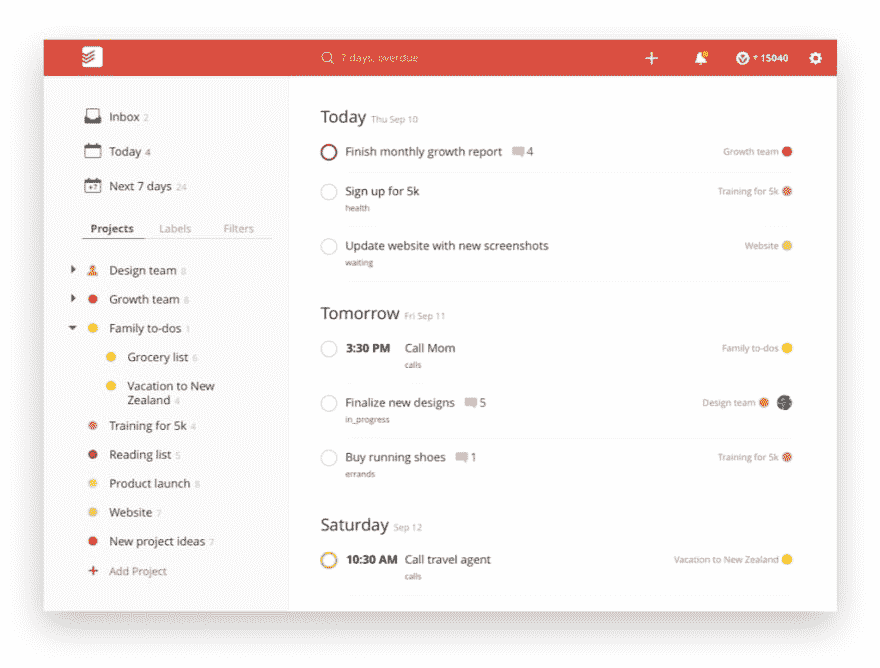 7 days, overdue
15040
Inbox 2
Today 4
Next 7 days 24
Projects Labels Filters
Design team 8
Growth team 6
Family to-dos 1
Grocery list 6
Vacation to New
Zealand 4
Training for 5k 4
Reading list 5
Product launch 8
Website 7
New project ideas 7
+ Add Project
Today Thu Sep 10
Finish monthly growth report 4 Growth team
Sign up for 5k Training for 5k
health
Update website with new screenshots Website
waiting
Tomorrow Fri Sep 11
3:30 PM Call Mom Family to-dos
calls
Finalize new designs 5 Design team
in_progress
Buy running shoes 1 Training for 5k
errands
Saturday Sep 12
10:30 AM Call travel agent Vacation to New Zealand
calls